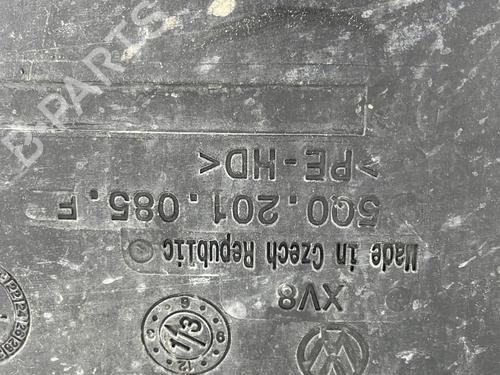 XV8
Made in Czech Republic
5Q0.201.085.F
>PE-HD<
B-PARTS